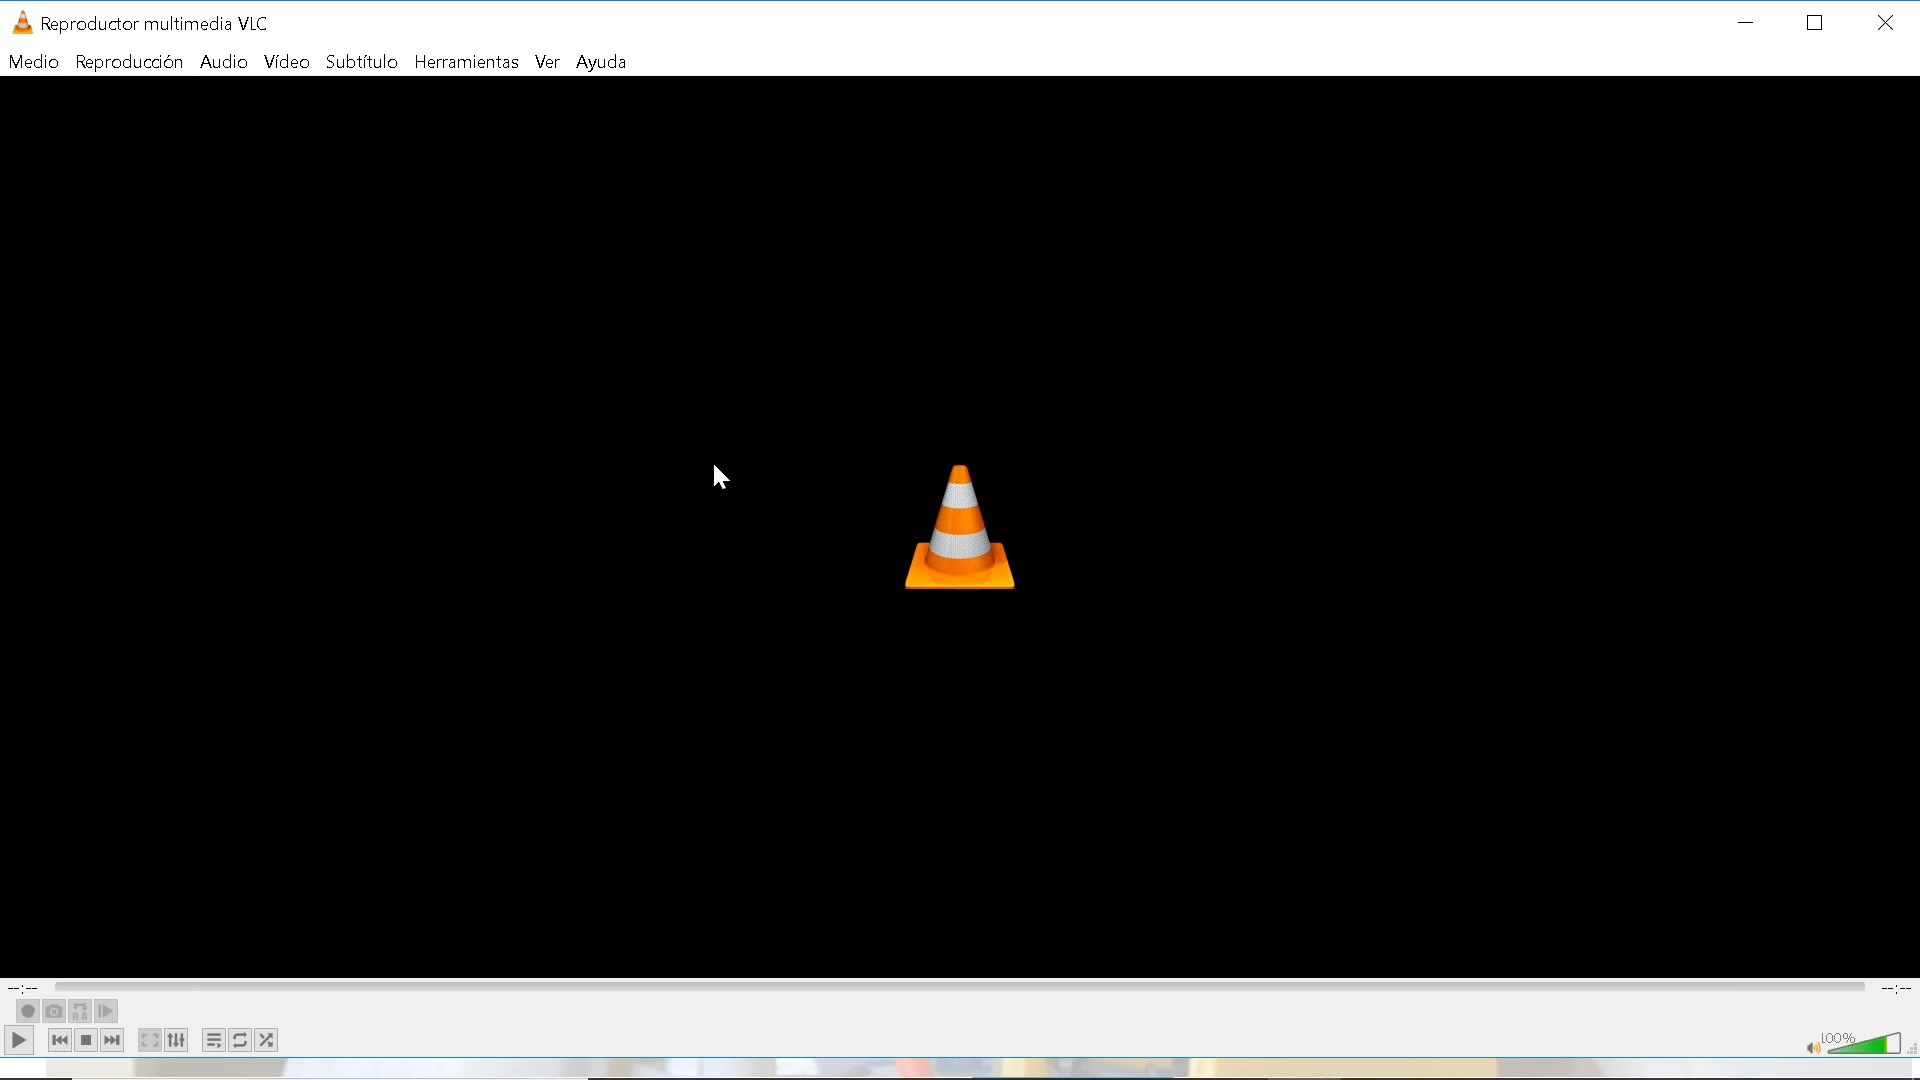 Reproductor multimedia VLC
Medio Reproducción Audio Vídeo Subtítulo Herramientas Ver Ayuda
--:-- --:--
100%